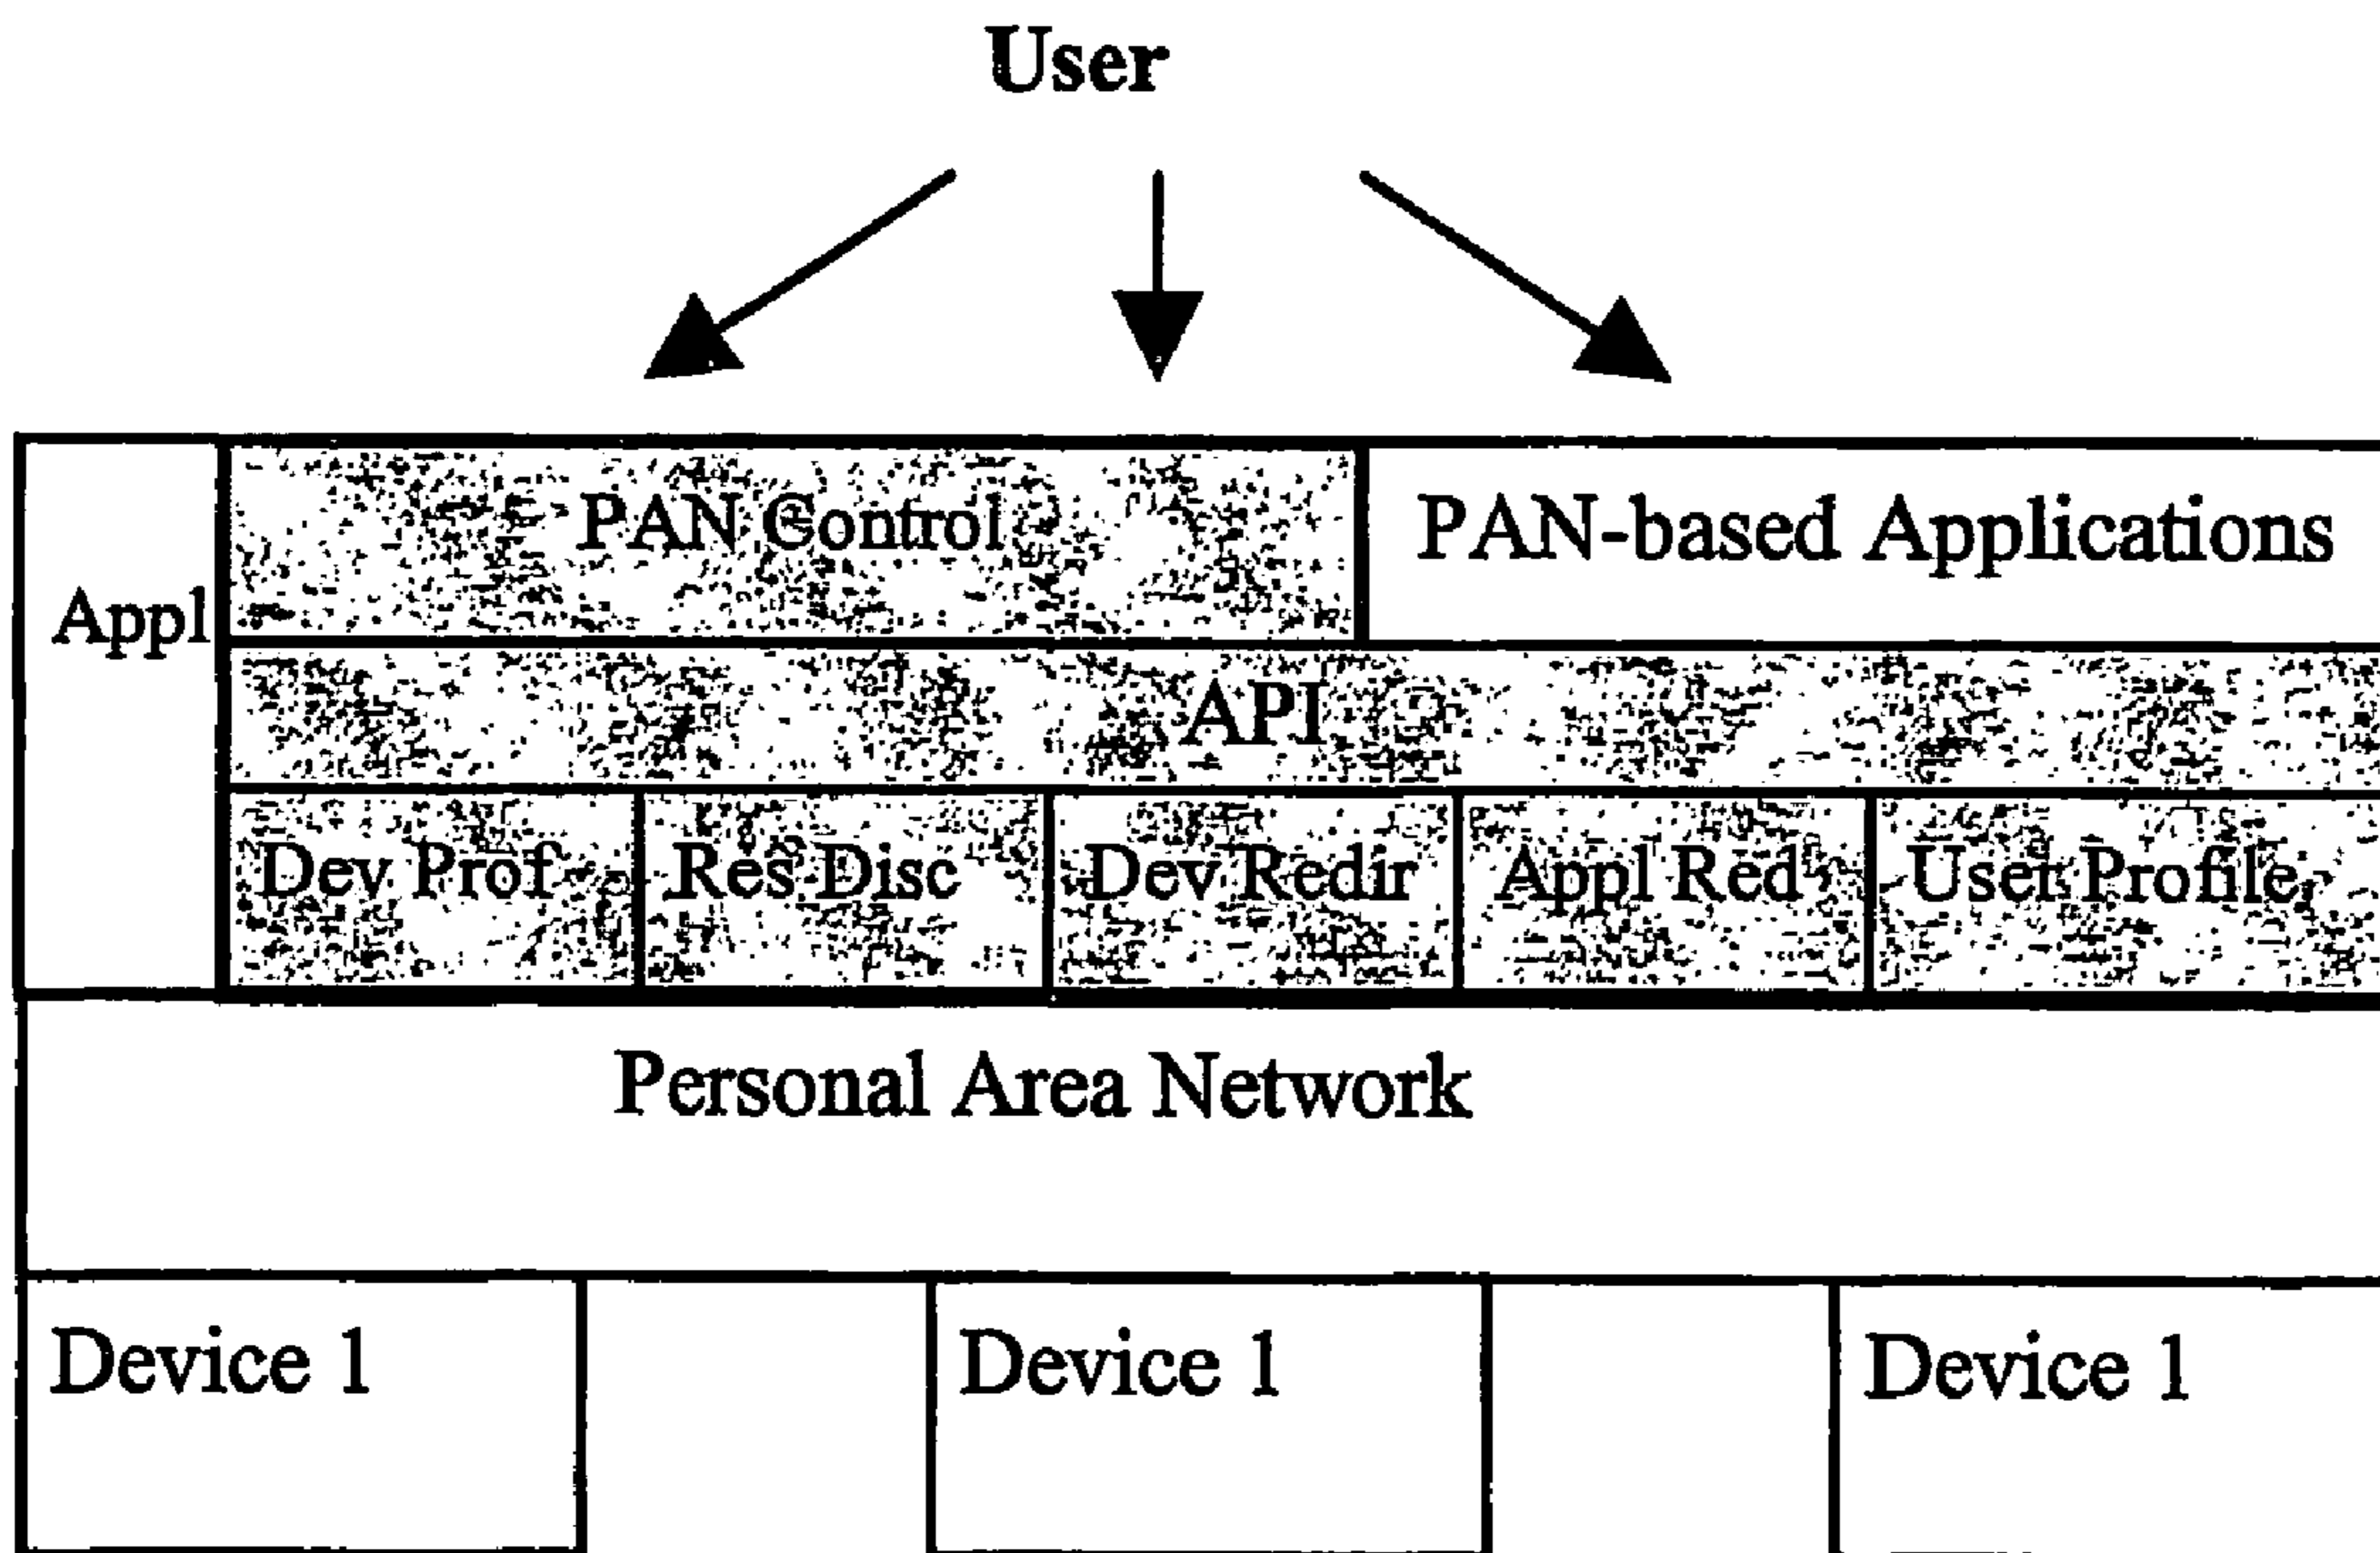 User
PAN Control
PAN-based Applications
Appl
API
Dev Prof
Res Disc
Dev Redir
Appl Red
User Profile
Personal Area Network
Device 1
Device 1
Device 1